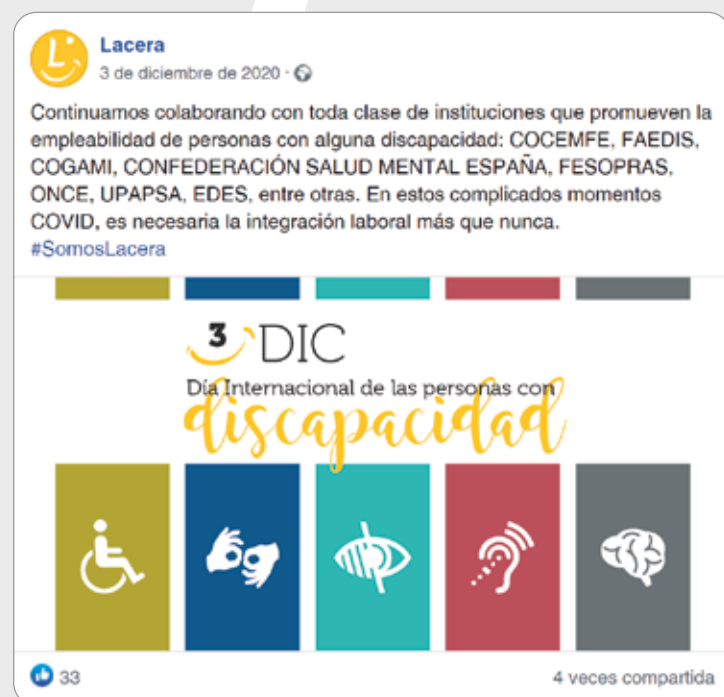 Lacera
3 de diciembre de 2020 ·
Continuamos colaborando con toda clase de instituciones que promueven la
empleabilidad de personas con alguna discapacidad: COCEMFE, FAEDIS,
COGAMI, CONFEDERACIÓN SALUD MENTAL ESPAÑA, FESOPRAS,
ONCE, UPAPSA, EDES, entre otras. En estos complicados momentos
COVID, es necesaria la integración laboral más que nunca.
#SomosLacera
3 DIC
Día Internacional de las personas con
discapacidad
33
4 veces compartida